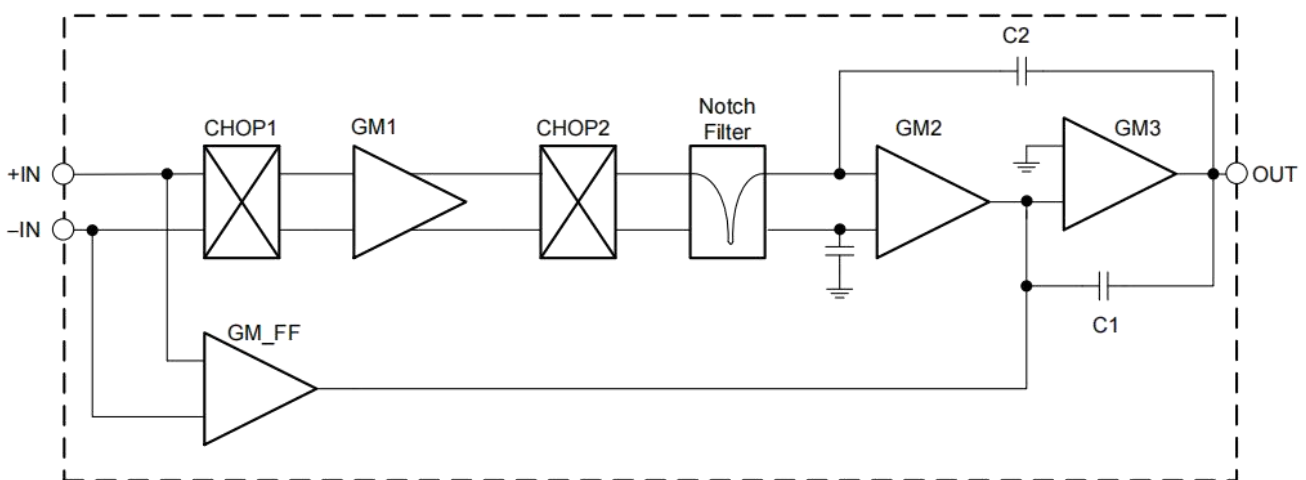 C2
Notch
Filter
CHOP1
GM1
CHOP2
GM2
GM3
+IN
OUT
–IN
C1
GM_FF